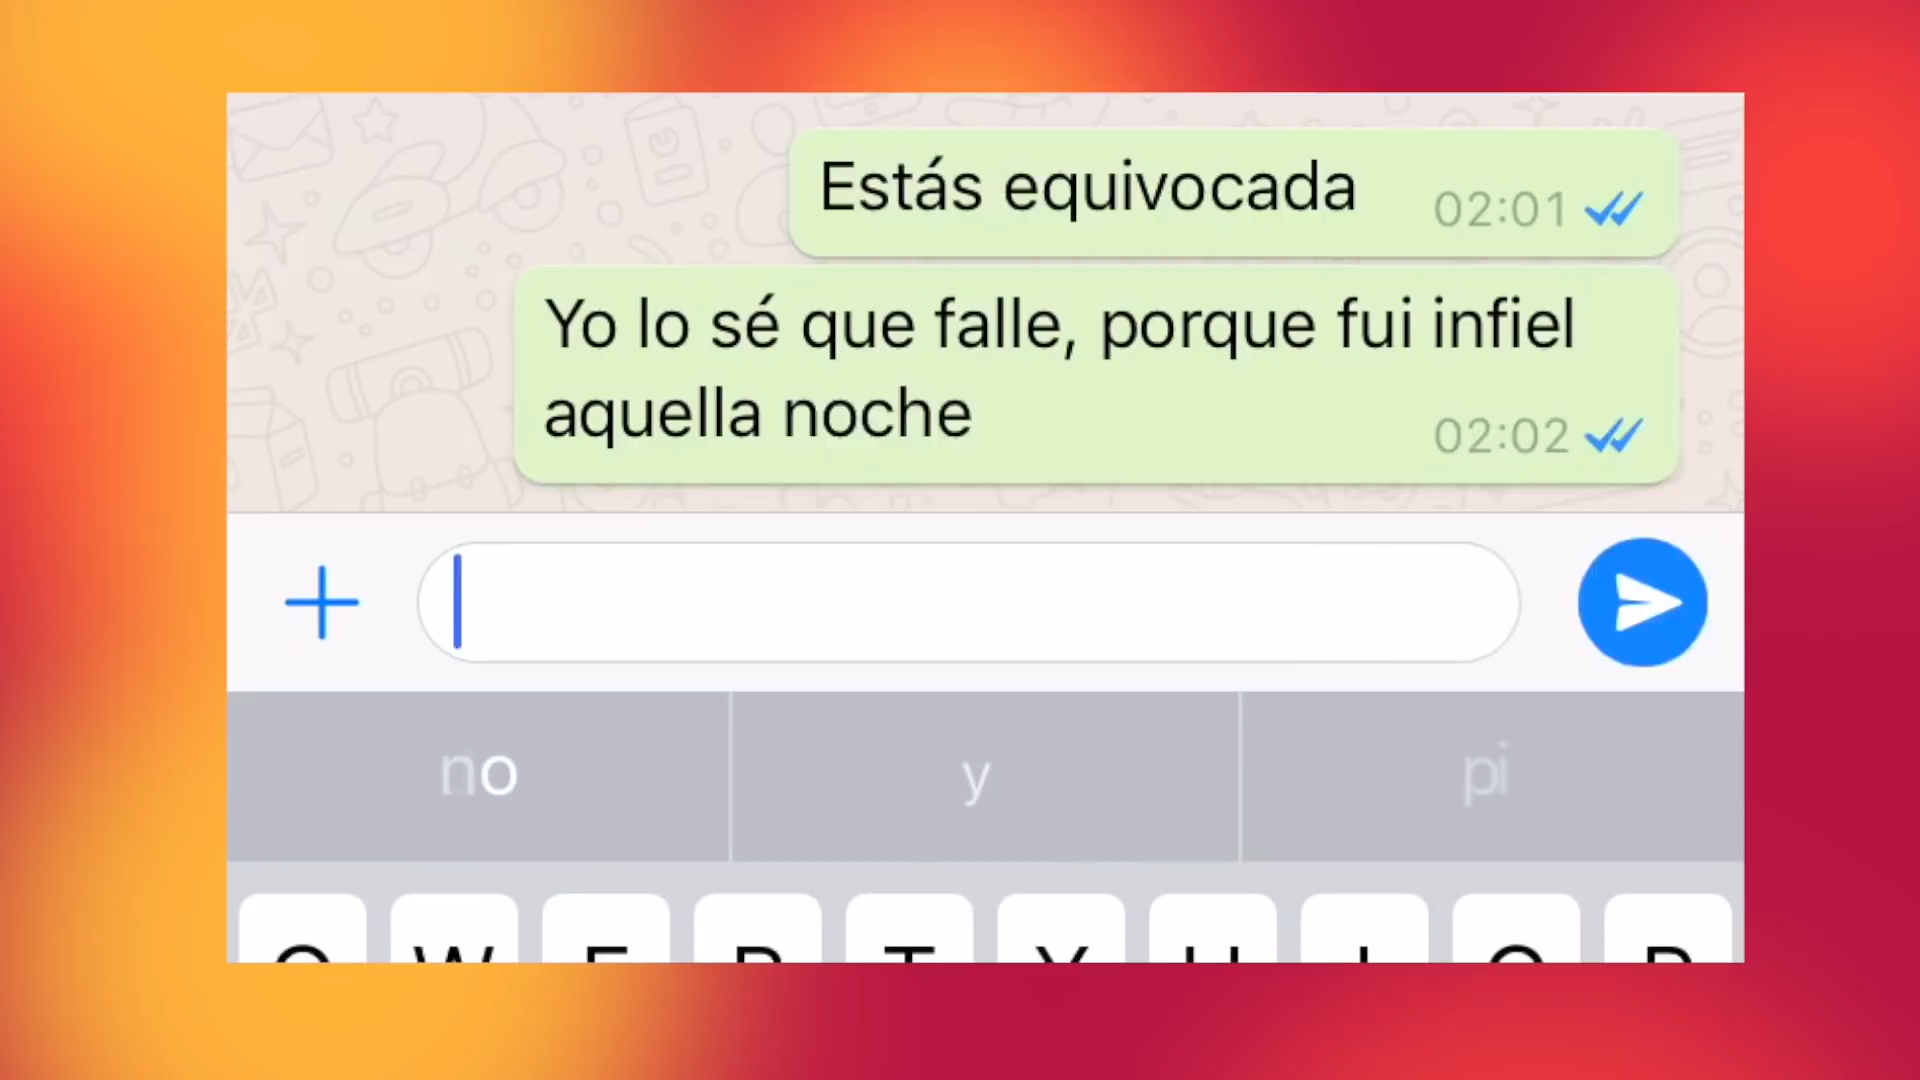 Estás equivocada
02:01
Yo lo sé que falle, porque fui infiel
aquella noche
02:02
no y pi
Q W E R T Y U I O P